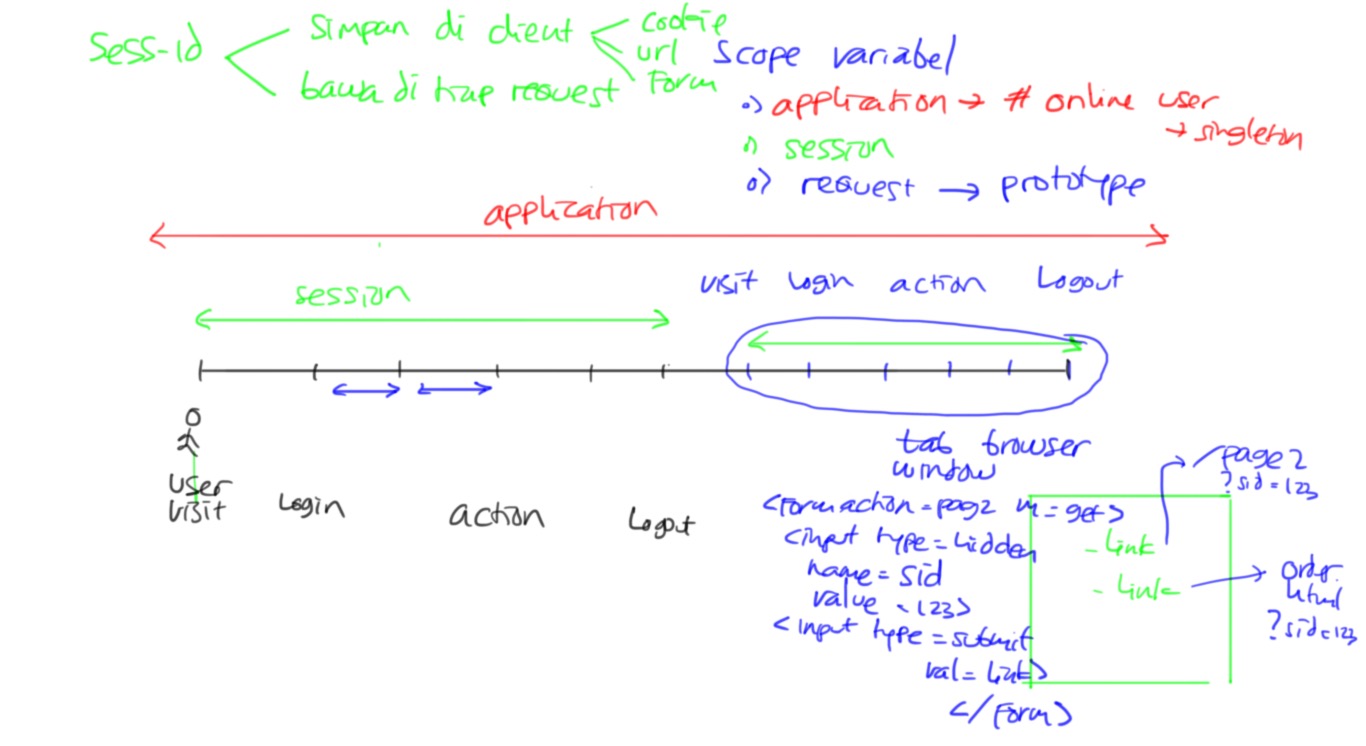 Sess-id
simpan di client
cookie
url
Form
bawa di tiap request
scope variabel
o) application → # online user
→ singleton
o) session
o) request → prototype
application
session
visit login action Logout
User
visit
Login
action
Logout
tab browser
window
<Form action=page2 m=get>
<input type=hidden
name=sid
value=123>
<input type=submit
val=link>
</Form>
- Link
- Link
/page2
?sid=123
order.
html
?sid=123